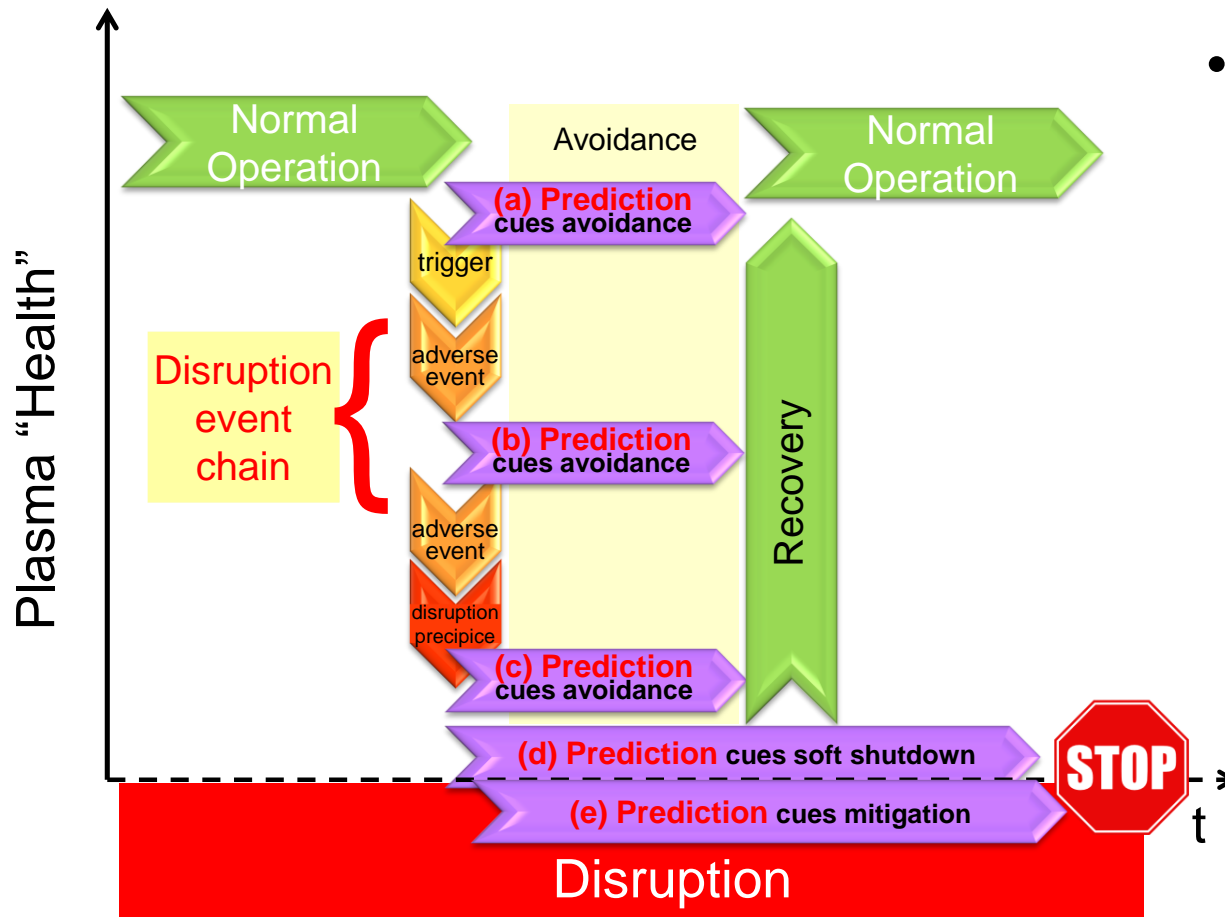 •
Normal
Operation
Avoidance
Normal
Operation
(a) Prediction
cues avoidance
trigger
adverse
event
Disruption
event
chain
{
(b) Prediction
cues avoidance
adverse
event
disruption
precipice
(c) Prediction
cues avoidance
Recovery
Plasma “Health”
(d) Prediction cues soft shutdown
STOP
(e) Prediction cues mitigation
t
Disruption